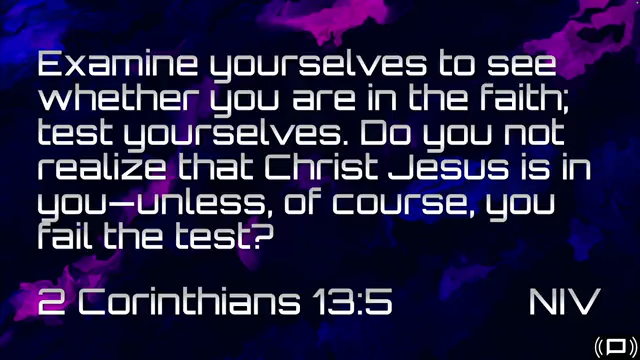 Examine yourselves to see
whether you are in the faith;
test yourselves. Do you not
realize that Christ Jesus is in
you—unless, of course, you
fail the test?
2 Corinthians 13:5 NIV